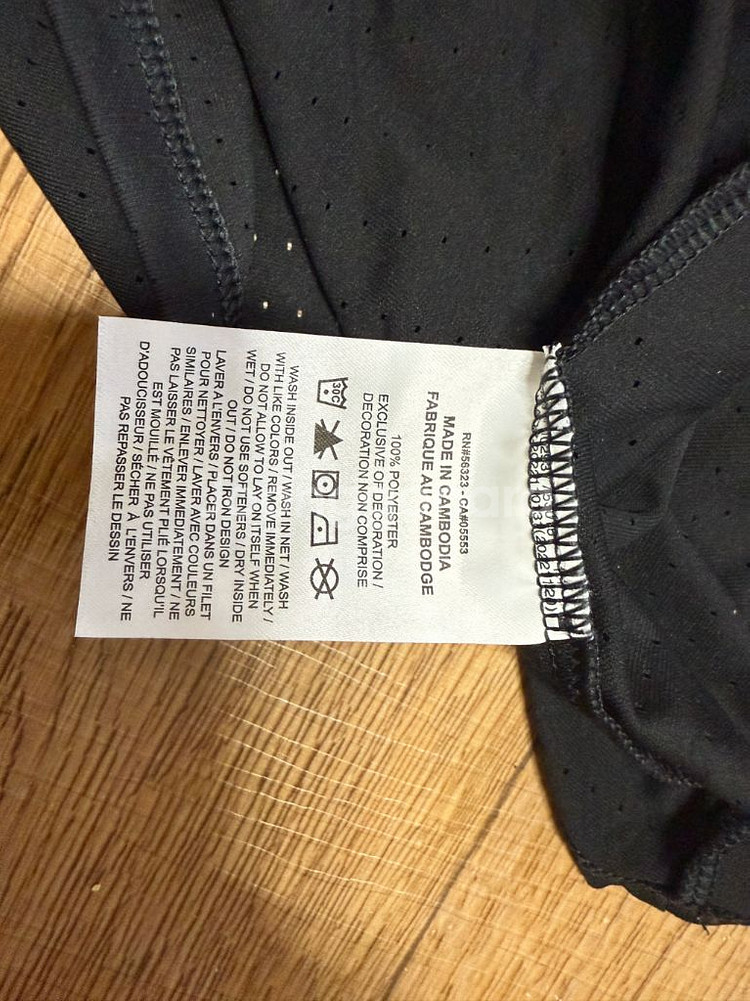 RN#56323 - CA#05553
MADE IN CAMBODIA
FABRIQUE AU CAMBODGE
100% POLYESTER
EXCLUSIVE OF DECORATION /
DECORATION NON COMPRISE
30C
WASH INSIDE OUT / WASH IN NET / WASH
WITH LIKE COLORS / REMOVE IMMEDIATELY /
DO NOT ALLOW TO LAY ON ITSELF WHEN
WET / DO NOT USE SOFTENERS / DRY INSIDE
OUT / DO NOT IRON DESIGN
LAVER A L'ENVERS / PLACER DANS UN FILET
POUR NETTOYER / LAVER AVEC COULEURS
SIMILAIRES / ENLEVER IMMEDIATEMENT / NE
PAS LAISSER LE VÊTEMENT PLIÉ LORSQU'IL
EST MOUILLÉ / NE PAS UTILISER
D'ADOUCISSEUR / SÉCHER À L'ENVERS / NE
PAS REPASSER LE DESSIN